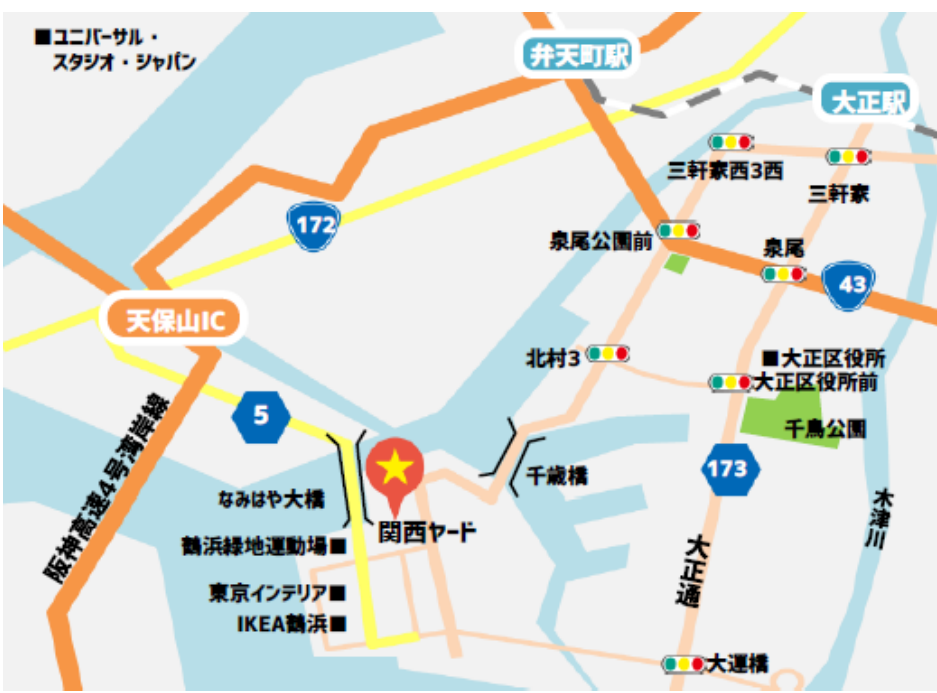 ■ユニバーサル・
スタジオ・ジャパン
弁天町駅
大正駅
三軒家西3西
三軒家
172
泉尾公園前
泉尾
43
天保山IC
北村3
■大正区役所
大正区役所前
5
千鳥公園
阪神高速4号湾岸線
なみはや大橋
千歳橋
173
木津川
関西ヤード
鶴浜緑地運動場■
大正通
東京インテリア■
IKEA鶴浜■
大運橋